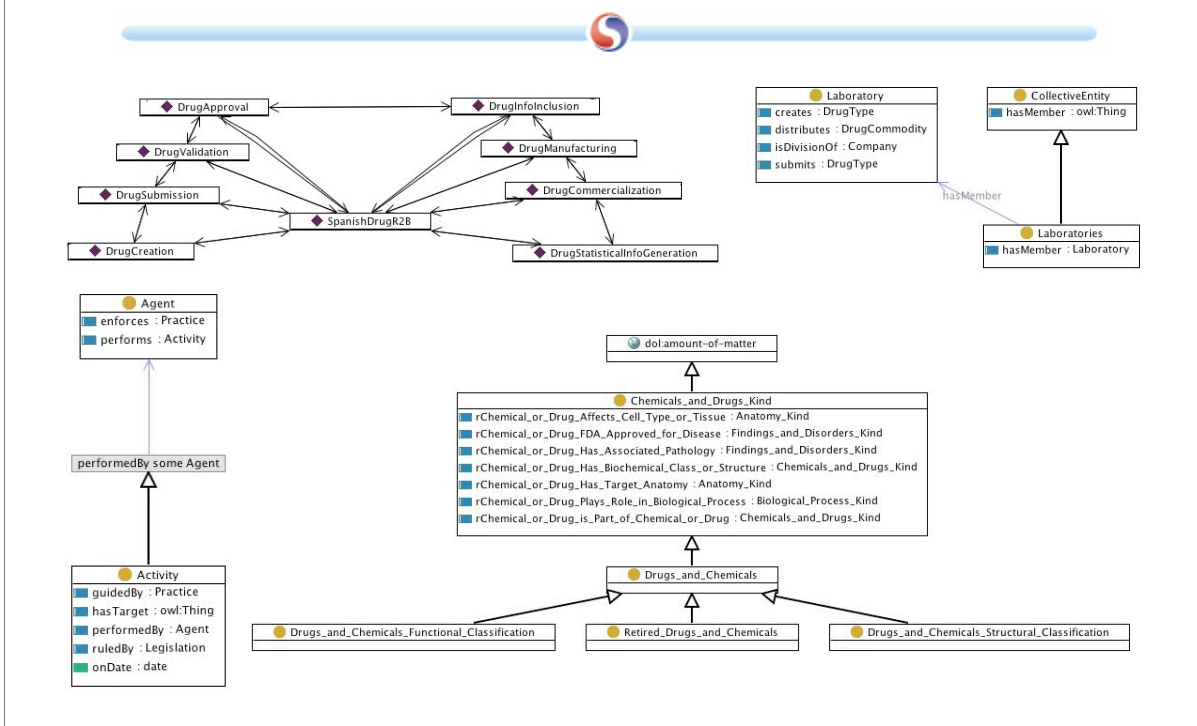 DrugApproval
DrugInfoInclusion
DrugValidation
DrugManufacturing
DrugSubmission
DrugCommercialization
SpanishDrugR2B
DrugCreation
DrugStatisticalInfoGeneration
Laboratory
creates : DrugType
distributes : DrugCommodity
isDivisionOf : Company
submits : DrugType
CollectiveEntity
hasMember : owl:Thing
hasMember
Laboratories
hasMember : Laboratory
Agent
enforces : Practice
performs : Activity
performedBy some Agent
Activity
guidedBy : Practice
hasTarget : owl:Thing
performedBy : Agent
ruledBy : Legislation
onDate : date
dol:amount-of-matter
Chemicals_and_Drugs_Kind
rChemical_or_Drug_Affects_Cell_Type_or_Tissue : Anatomy_Kind
rChemical_or_Drug_FDA_Approved_for_Disease : Findings_and_Disorders_Kind
rChemical_or_Drug_Has_Associated_Pathology : Findings_and_Disorders_Kind
rChemical_or_Drug_Has_Biochemical_Class_or_Structure : Chemicals_and_Drugs_Kind
rChemical_or_Drug_Has_Target_Anatomy : Anatomy_Kind
rChemical_or_Drug_Plays_Role_in_Biological_Process : Biological_Process_Kind
rChemical_or_Drug_is_Part_of_Chemical_or_Drug : Chemicals_and_Drugs_Kind
Drugs_and_Chemicals
Drugs_and_Chemicals_Functional_Classification
Retired_Drugs_and_Chemicals
Drugs_and_Chemicals_Structural_Classification